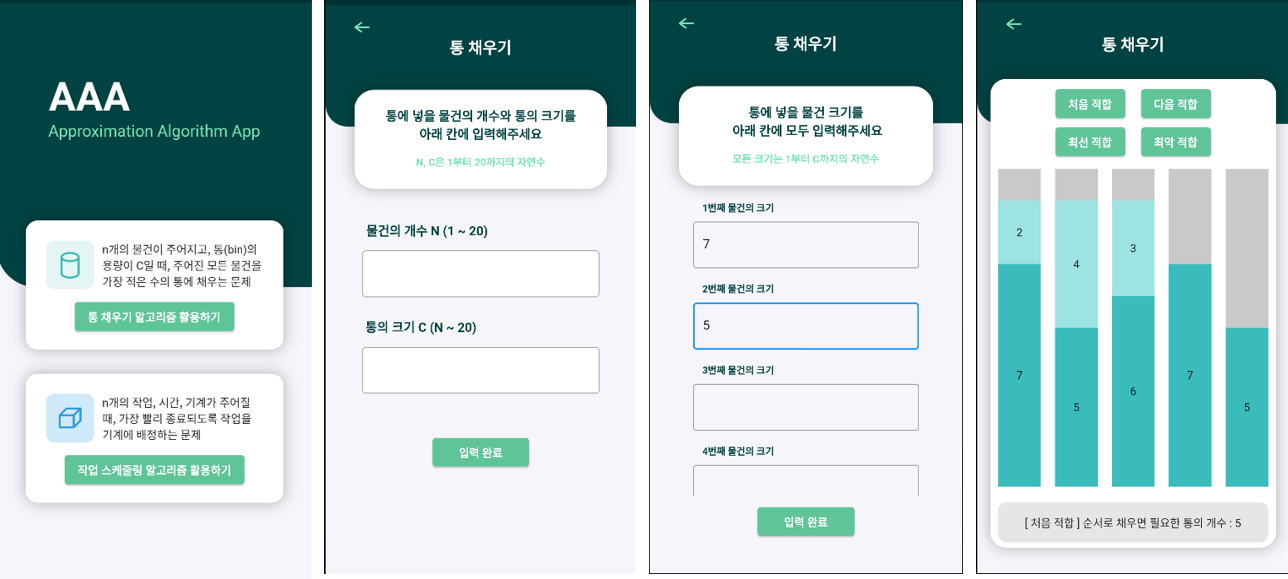 AAA
Approximation Algorithm App
n개의 물건이 주어지고, 통(bin)의
용량이 C일 때, 주어진 모든 물건을
가장 적은 수의 통에 채우는 문제
통 채우기 알고리즘 활용하기
n개의 작업, 시간, 기계가 주어질
때, 가장 빨리 종료되도록 작업을
기계에 배정하는 문제
작업 스케줄링 알고리즘 활용하기
통 채우기
통에 넣을 물건의 개수와 통의 크기를
아래 칸에 입력해주세요
N, C은 1부터 20까지의 자연수
물건의 개수 N (1 ~ 20)
통의 크기 C (N ~ 20)
입력 완료
통 채우기
통에 넣을 물건 크기를
아래 칸에 모두 입력해주세요
모든 크기는 1부터 C까지의 자연수
1번째 물건의 크기
7
2번째 물건의 크기
5
3번째 물건의 크기
4번째 물건의 크기
입력 완료
통 채우기
처음 적합 다음 적합
최선 적합 최악 적합
2 4 3
7 5 6 7 5
[ 처음 적합 ] 순서로 채우면 필요한 통의 개수 : 5